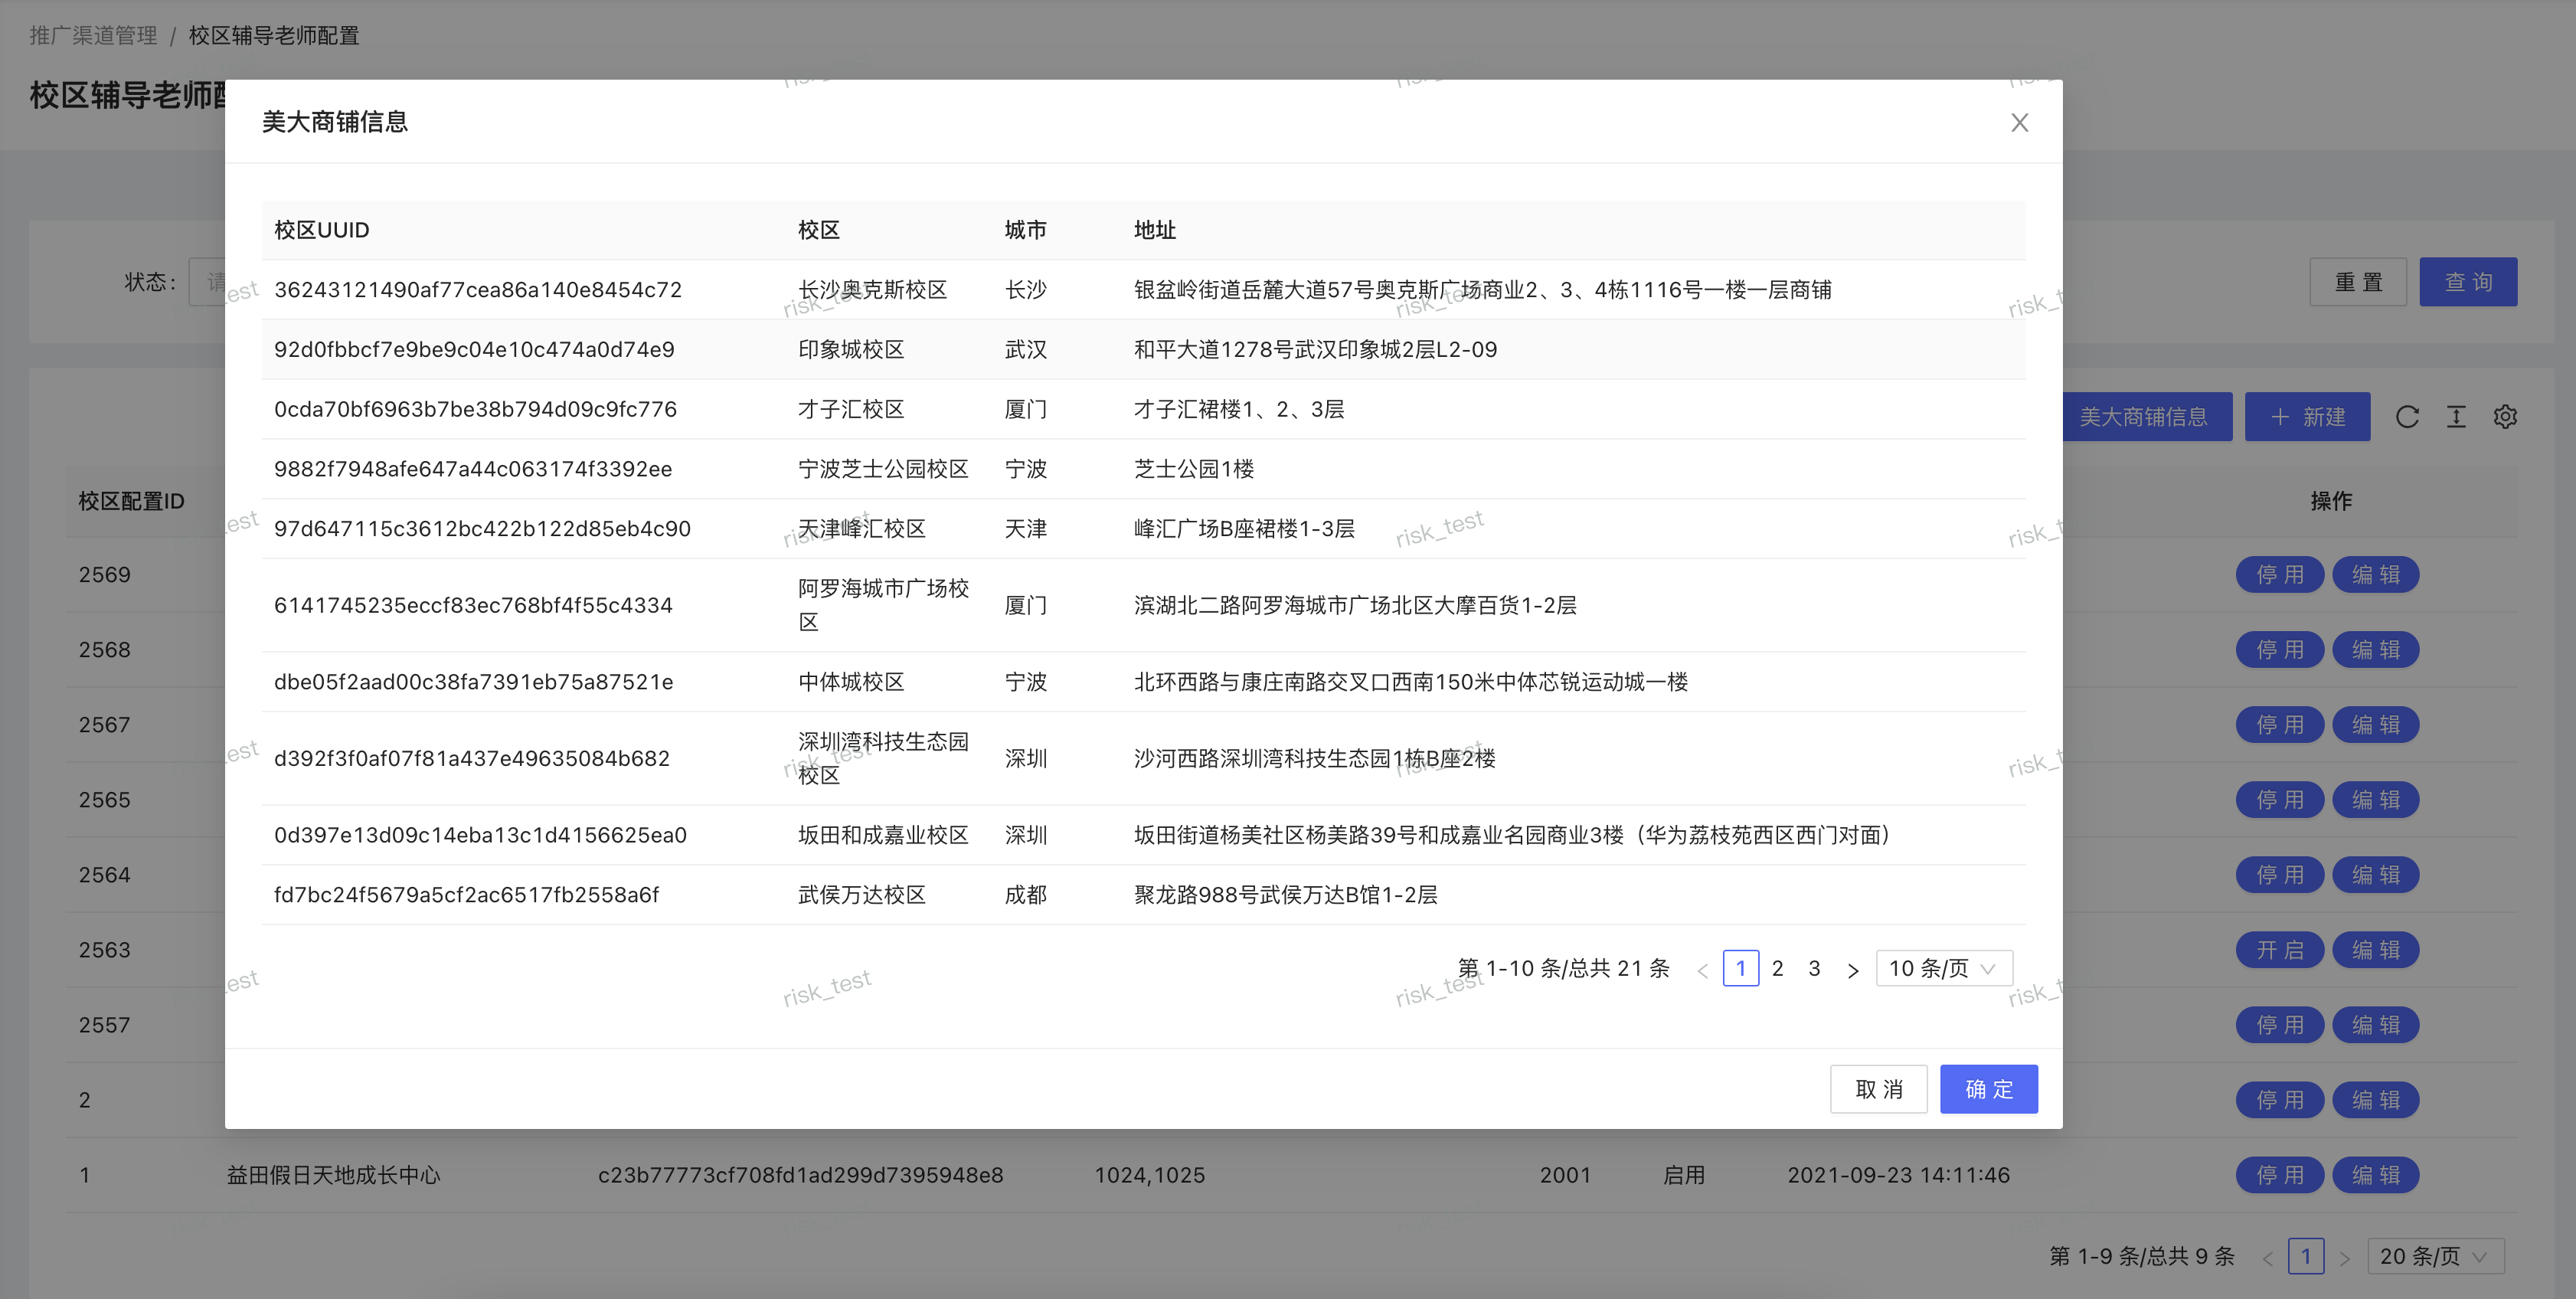 推广渠道管理 / 校区辅导老师配置
校区辅导老师
美大商铺信息
校区UUID 校区 城市 地址
36243121490af77cea86a140e8454c72 长沙奥克斯校区 长沙 银盆岭街道岳麓大道57号奥克斯广场商业2、3、4栋1116号一楼一层商铺
92d0fbbcf7e9be9c04e10c474a0d74e9 印象城校区 武汉 和平大道1278号武汉印象城2层L2-09
0cda70bf6963b7be38b794d09c9fc776 才子汇校区 厦门 才子汇裙楼1、2、3层
9882f7948afe647a44c063174f3392ee 宁波芝士公园校区 宁波 芝士公园1楼
97d647115c3612bc422b122d85eb4c90 天津峰汇校区 天津 峰汇广场B座裙楼1-3层
6141745235eccf83ec768bf4f55c4334 阿罗海城市广场校
区 厦门 滨湖北二路阿罗海城市广场北区大摩百货1-2层
dbe05f2aad00c38fa7391eb75a87521e 中体城校区 宁波 北环西路与康庄南路交叉口西南150米中体芯锐运动城一楼
d392f3f0af07f81a437e49635084b682 深圳湾科技生态园
校区 深圳 沙河西路深圳湾科技生态园1栋B座2楼
0d397e13d09c14eba13c1d4156625ea0 坂田和成嘉业校区 深圳 坂田街道杨美社区杨美路39号和成嘉业名园商业3楼（华为荔枝苑西区西门对面）
fd7bc24f5679a5cf2ac6517fb2558a6f 武侯万达校区 成都 聚龙路988号武侯万达B馆1-2层
第 1-10 条/总共 21 条 < 1 2 3 > 10 条/页
取 消 确 定
状态: 请
重 置 查 询
美大商铺信息 + 新建
校区配置ID 操作
2569 停 用 编 辑
2568 停 用 编 辑
2567 停 用 编 辑
2565 停 用 编 辑
2564 停 用 编 辑
2563 开 启 编 辑
2557 停 用 编 辑
2 停 用 编 辑
1 益田假日天地成长中心 c23b77773cf708fd1ad299d7395948e8 1024,1025 2001 启用 2021-09-23 14:11:46 停 用 编 辑
第 1-9 条/总共 9 条 < 1 > 20 条/页
risk_test
risk_test
risk_test
risk_test
risk_test
risk_test
risk_test
risk_test